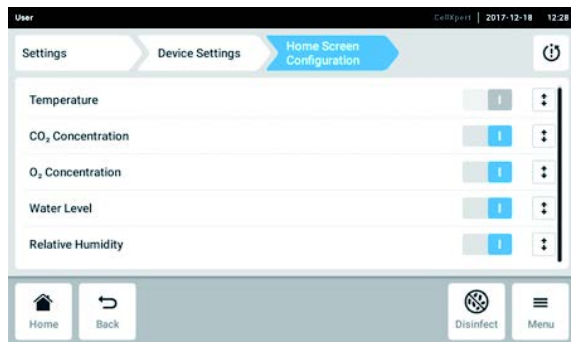 User
CellXpert | 2017-12-18 12:28
Settings
Device Settings
Home Screen
Configuration
Temperature
CO₂ Concentration
O₂ Concentration
Water Level
Relative Humidity
Home
Back
Disinfect
Menu